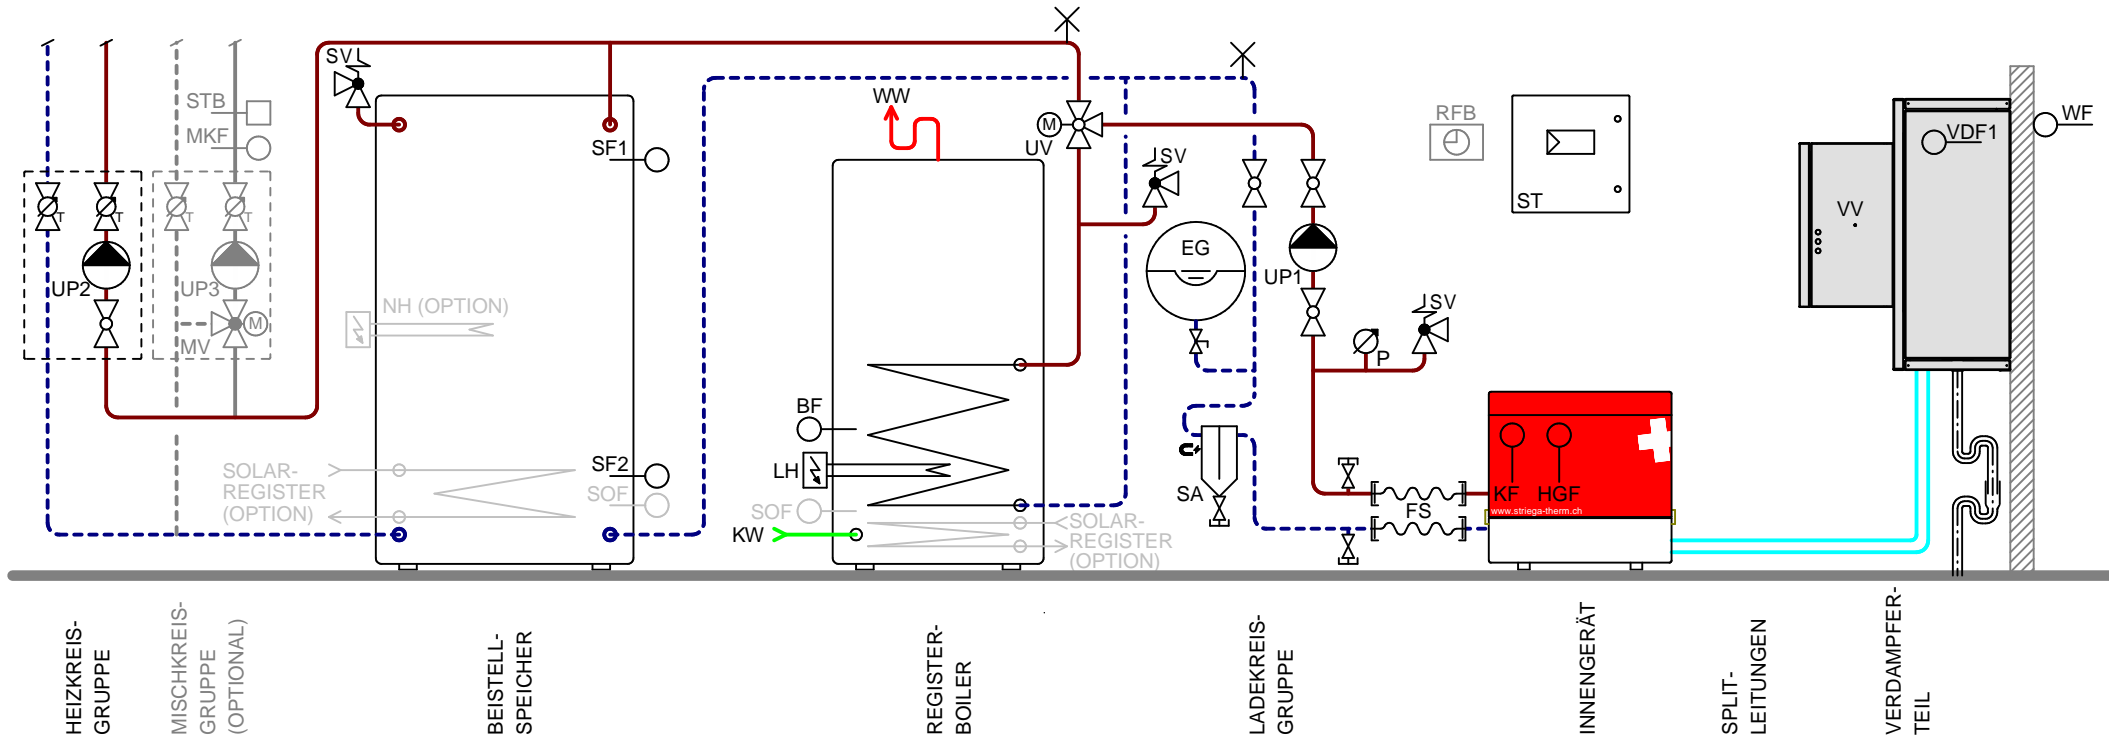 SV
WW
STB
MKF
RFB
WF
VDF1
SF1
M
UV
SV
ST
VV
T
T
T
T
EG
UP2
UP3
UP1
NH (OPTION)
SV
M
MV
P
BF
SOLAR-
REGISTER
(OPTION)
SF2
SOF
LH
SOF
KW
SOLAR-
REGISTER
(OPTION)
SA
FS
KF
HGF
www.striega-therm.ch
HEIZKREIS-
GRUPPE
MISCHKREIS-
GRUPPE
(OPTIONAL)
BEISTELL-
SPEICHER
REGISTER-
BOILER
LADEKREIS-
GRUPPE
INNENGERÄT
SPLIT-
LEITUNGEN
VERDAMPFER-
TEIL